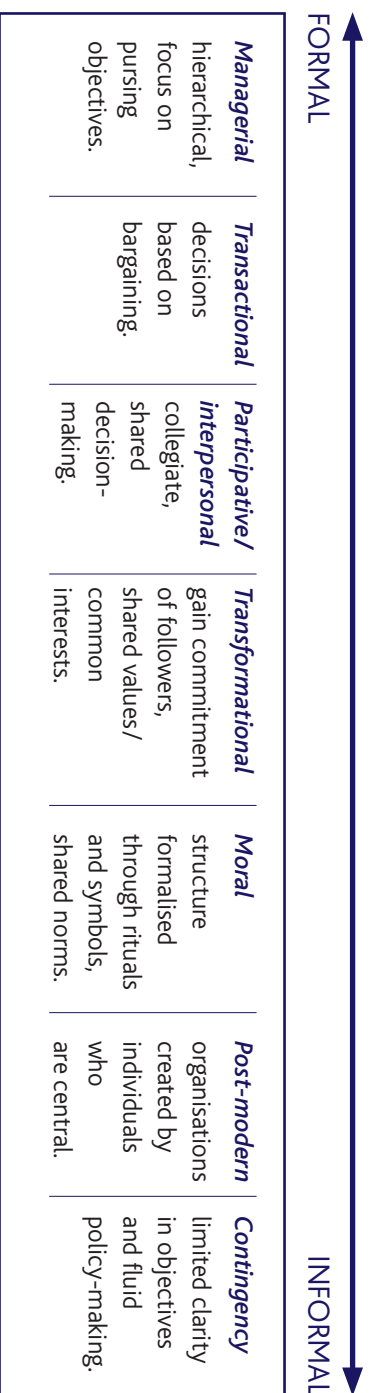 FORMAL
INFORMAL
Managerial
hierarchical,
focus on
pursing
objectives.
Transactional
decisions
based on
bargaining.
Participative/
interpersonal
collegiate,
shared
decision-
making.
Transformational
gain commitment
of followers,
shared values/
common
interests.
Moral
structure
formalised
through rituals
and symbols,
shared norms.
Post-modern
organisations
created by
individuals
who
are central.
Contingency
limited clarity
in objectives
and fluid
policy-making.